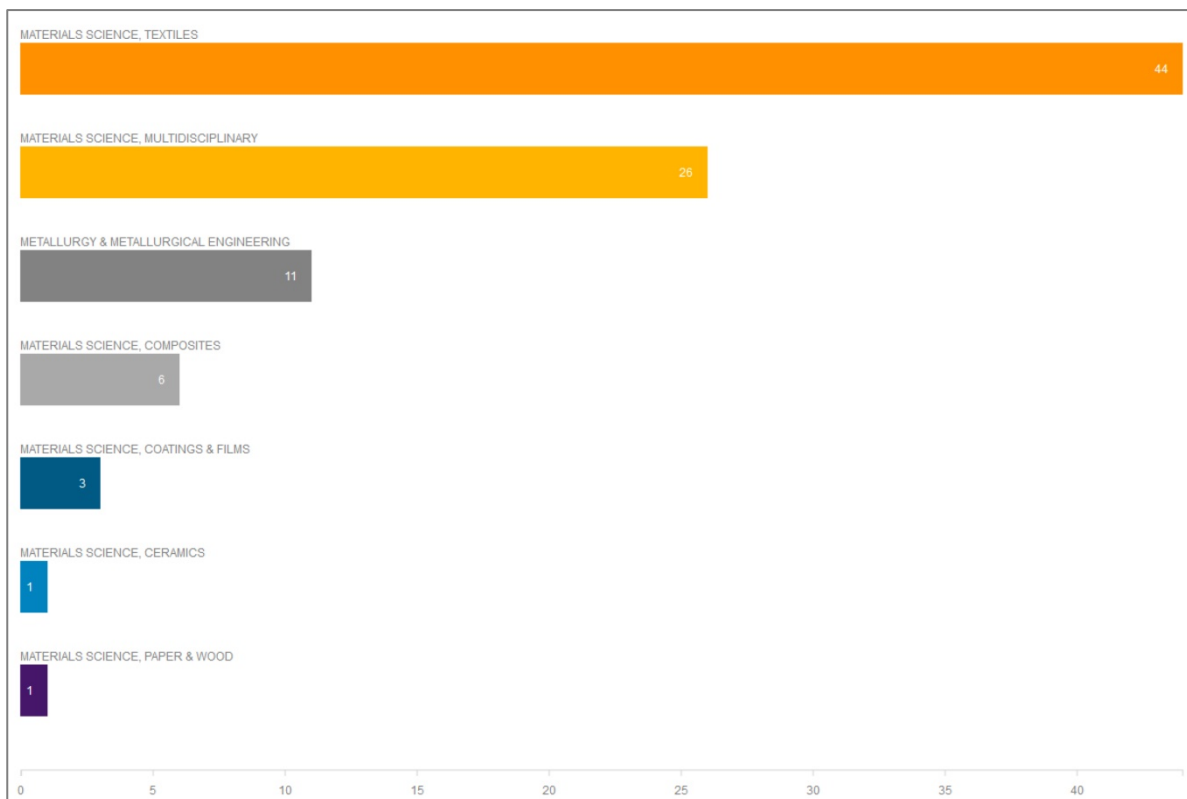 MATERIALS SCIENCE, TEXTILES
44
MATERIALS SCIENCE, MULTIDISCIPLINARY
26
METALLURGY & METALLURGICAL ENGINEERING
11
MATERIALS SCIENCE, COMPOSITES
6
MATERIALS SCIENCE, COATINGS & FILMS
3
MATERIALS SCIENCE, CERAMICS
1
MATERIALS SCIENCE, PAPER & WOOD
1
0 5 10 15 20 25 30 35 40